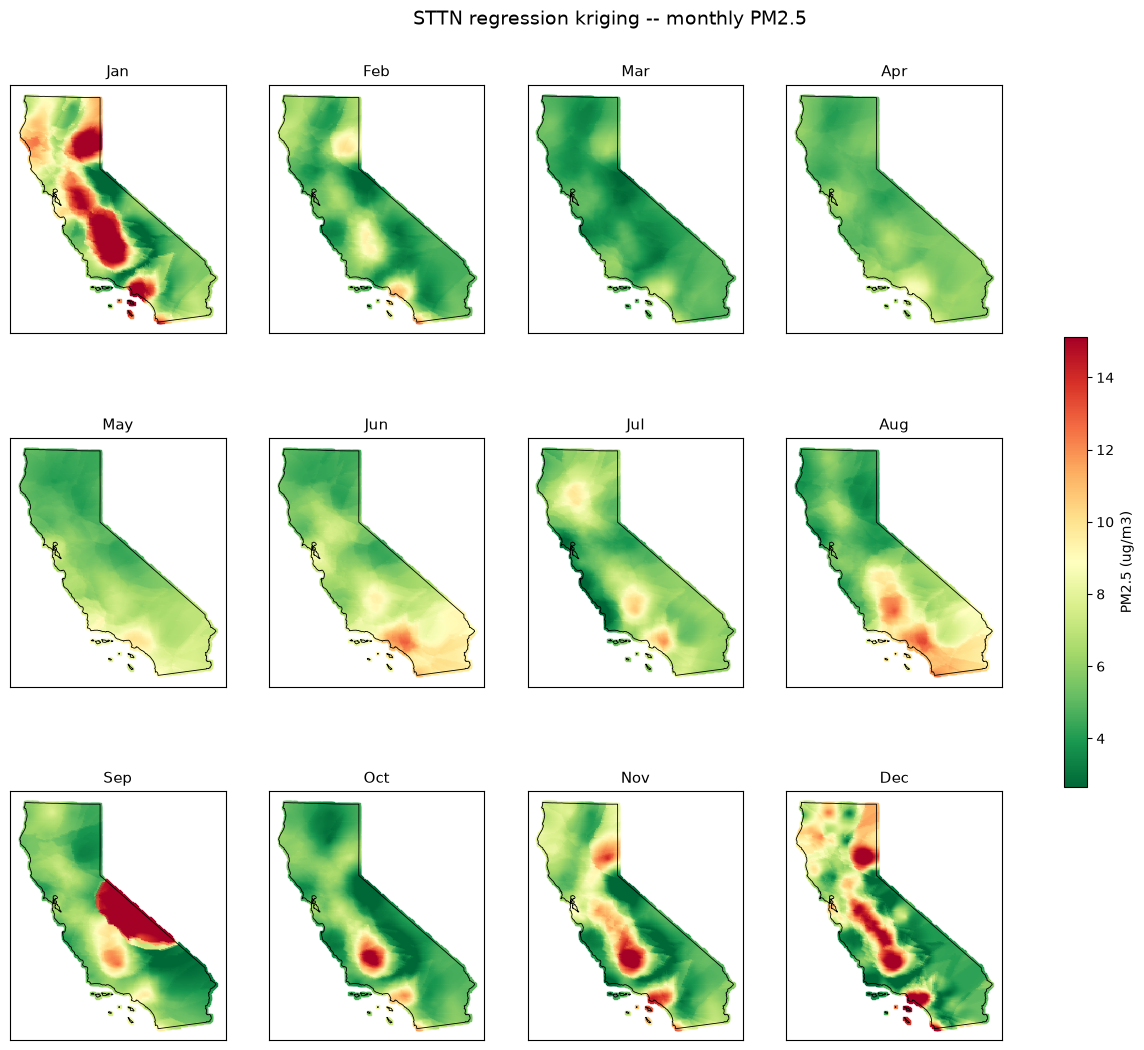 STTN regression kriging -- monthly PM2.5
Jan
Feb
Mar
Apr
May
Jun
Jul
Aug
Sep
Oct
Nov
Dec
14
12
10
8
6
4
PM2.5 (ug/m3)